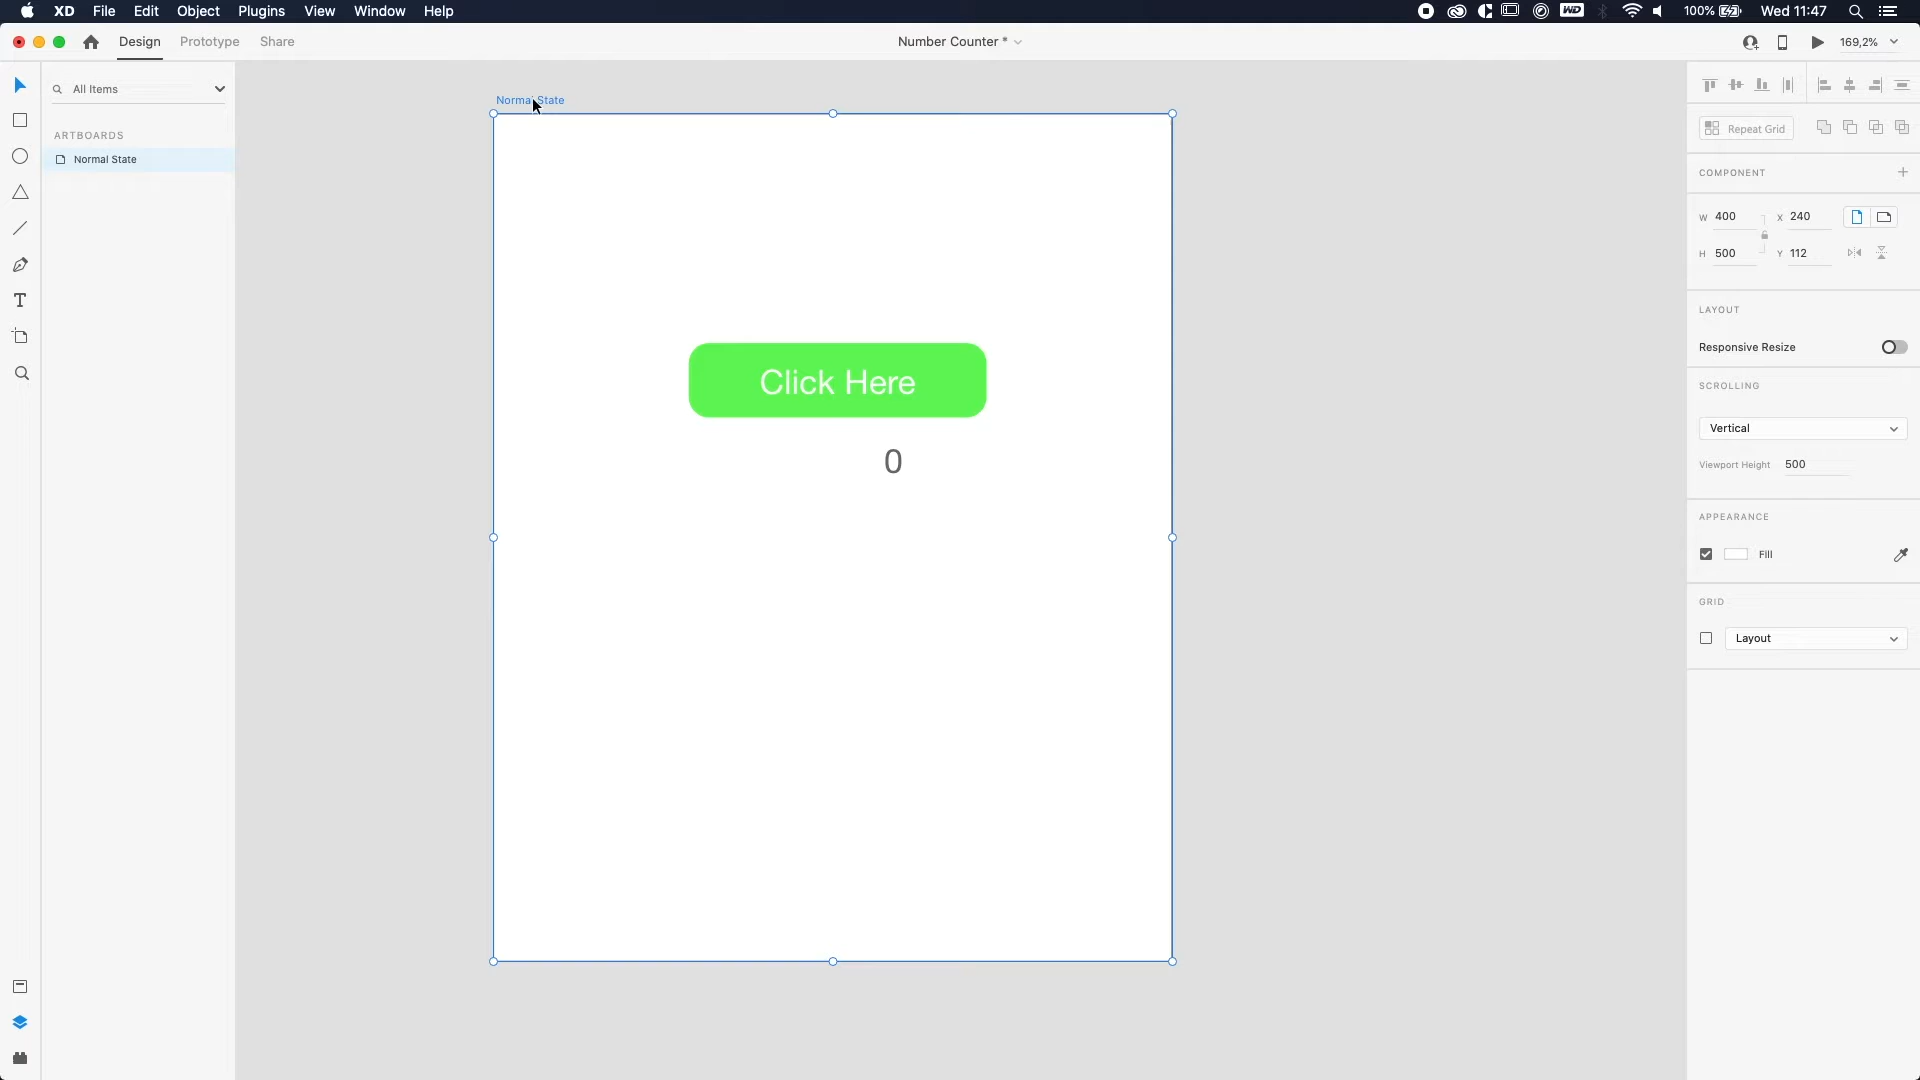 XD File Edit Object Plugins View Window Help
WD 100% Wed 11:47
Design Prototype Share
Number Counter *
169,2%
All Items
ARTBOARDS
Normal State
Normal State
Click Here
0
Repeat Grid
COMPONENT
W 400 X 240
H 500 Y 112
LAYOUT
Responsive Resize
SCROLLING
Vertical
Viewport Height 500
APPEARANCE
Fill
GRID
Layout